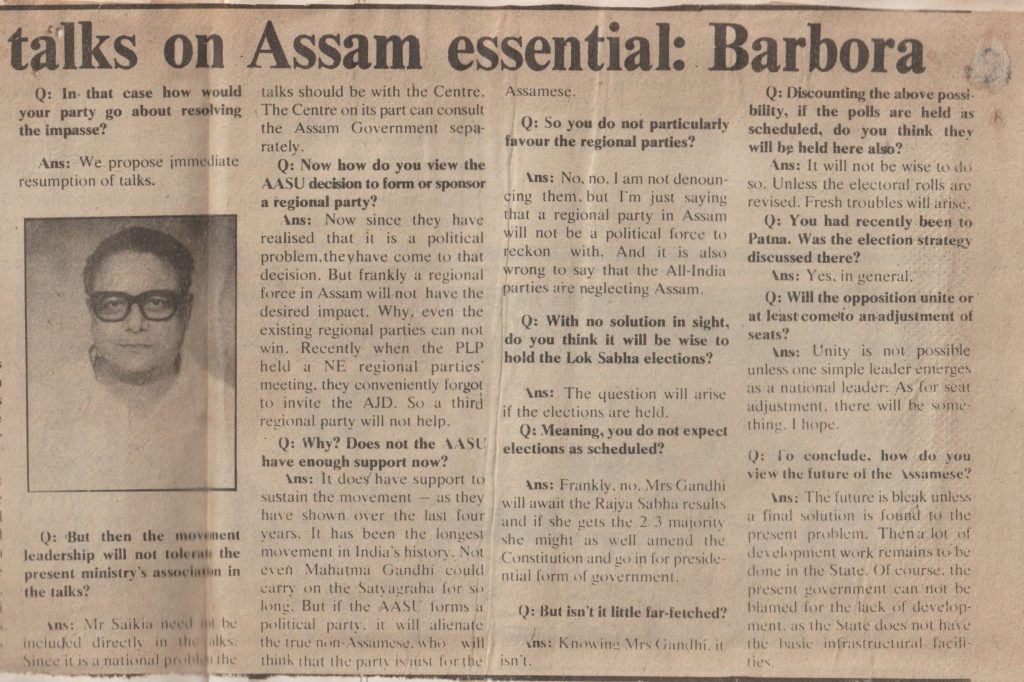 talks on Assam essential: Barbora
Q: In that case how would
your party go about resolving
the impasse?
Ans: We propose immediate
resumption of talks.
Q: But then the movement
leadership will not tolerate the
present ministry's association in
the talks?
Ans: Mr Saikia need not be
included directly in the talks.
Since it is a national problem the
talks should be with the Centre.
The Centre on its part can consult
the Assam Government sepa-
rately.
Q: Now how do you view the
AASU decision to form or sponsor
a regional party?
Ans: Now since they have
realised that it is a political
problem,theyhave come to that
decision. But frankly a regional
force in Assam will not have the
desired impact. Why, even the
existing regional parties can not
win. Recently when the PLP
held a NE regional parties'
meeting, they conveniently forgot
to invite the AJD. So a third
regional party will not help.
Q: Why? Does not the AASU
have enough support now?
Ans: It does have support to
sustain the movement — as they
have shown over the last four
years. It has been the longest
movement in India's history. Not
even Mahatma Gandhi could
carry on the Satyagraha for so
long. But if the AASU forms a
political party, it will alienate
the true non-Assamese, who will
think that the party is just for the
Assamese.
Q: So you do not particularly
favour the regional parties?
Ans: No, no. I am not denoun-
cing them, but I'm just saying
that a regional party in Assam
will not be a political force to
reckon with. And it is also
wrong to say that the All-India
parties are neglecting Assam.
Q: With no solution in sight,
do you think it will be wise to
hold the Lok Sabha elections?
Ans: The question will arise
if the elections are held.
Q: Meaning, you do not expect
elections as scheduled?
Ans: Frankly, no. Mrs Gandhi
will await the Rajya Sabha results
and if she gets the 2/3 majority
she might as well amend the
Constitution and go in for preside-
ntial form of government.
Q: But isn't it little far-fetched?
Ans: Knowing Mrs Gandhi, it
isn't.
Q: Discounting the above possi-
bility, if the polls are held as
scheduled, do you think they
will be held here also?
Ans: It will not be wise to do
so. Unless the electoral rolls are
revised. Fresh troubles will arise.
Q: You had recently been to
Patna. Was the election strategy
discussed there?
Ans: Yes, in general.
Q: Will the opposition unite or
at least come to an adjustment of
seats?
Ans: Unity is not possible
unless one simple leader emerges
as a national leader. As for seat
adjustment, there will be some-
thing, I hope.
Q: To conclude, how do you
view the future of the Assamese?
Ans: The future is bleak unless
a final solution is found to the
present problem. Then a lot of
development work remains to be
done in the State. Of course, the
present government can not be
blamed for the lack of develop-
ment, as the State does not have
the basic infrastructural facili-
ties.